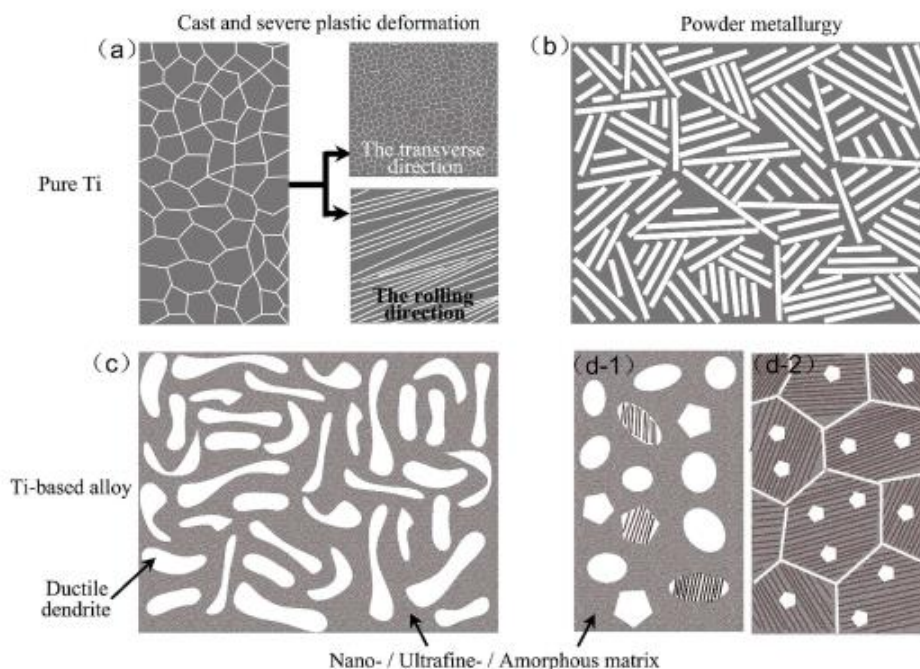 Cast and severe plastic deformation
Powder metallurgy
(a)
(b)
The transverse
direction
Pure Ti
The rolling
direction
(c)
(d-1)
(d-2)
Ti-based alloy
Ductile
dendrite
Nano- / Ultrafine- / Amorphous matrix